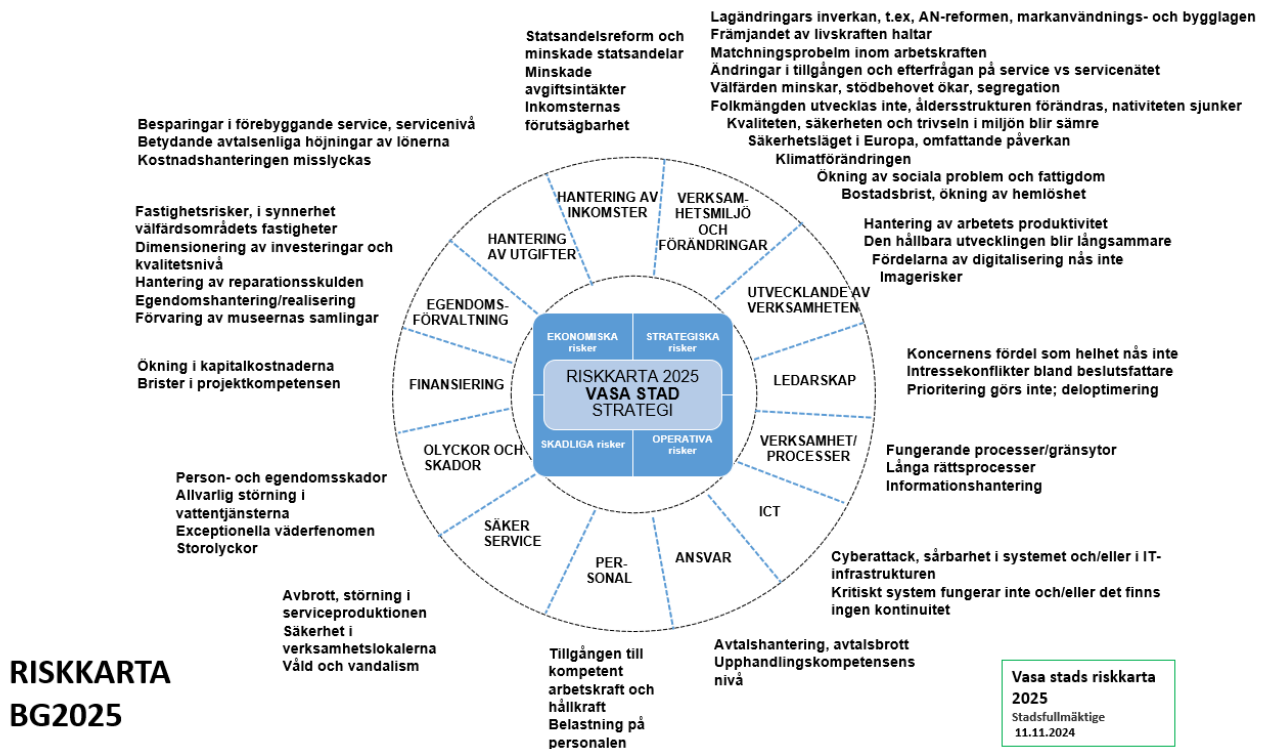 Statsandelsreform och
minskade statsandelar
Minskade
avgiftsintäkter
Inkomsternas
förutsägbarhet
Lagändringars inverkan, t.ex, AN-reformen, markanvändnings- och bygglagen
Främjandet av livskraften haltar
Matchningsprobelm inom arbetskraften
Ändringar i tillgången och efterfrågan på service vs servicenätet
Välfärden minskar, stödbehovet ökar, segregation
Folkmängden utvecklas inte, åldersstrukturen förändras, nativiteten sjunker
Kvaliteten, säkerheten och trivseln i miljön blir sämre
Säkerhetsläget i Europa, omfattande påverkan
Klimatförändringen
Ökning av sociala problem och fattigdom
Bostadsbrist, ökning av hemlöshet
Besparingar i förebyggande service, servicenivå
Betydande avtalsenliga höjningar av lönerna
Kostnadshanteringen misslyckas
Fastighetsrisker, i synnerhet
välfärdsområdets fastigheter
Dimensionering av investeringar och
kvalitetsnivå
Hantering av reparationsskulden
Egendomshantering/realisering
Förvaring av museernas samlingar
Ökning i kapitalkostnaderna
Brister i projektkompetensen
Person- och egendomsskador
Allvarlig störning i
vattentjänsterna
Exceptionella väderfenomen
Storolyckor
Avbrott, störning i
serviceproduktionen
Säkerhet i
verksamhetslokalerna
Våld och vandalism
HANTERING AV
INKOMSTER
VERKSAM-
HETSMILJÖ
OCH
FÖRÄNDRINGAR
HANTERING
AV UTGIFTER
UTVECKLANDE AV
VERKSAMHETEN
EGENDOMS-
FÖRVALTNING
FINANSIERING
LEDARSKAP
OLYCKOR OCH
SKADOR
VERKSAMHET/
PROCESSER
SÄKER
SERVICE
ICT
PER-
SONAL
ANSVAR
EKONOMISKA
risker
STRATEGISKA
risker
RISKKARTA 2025
VASA STAD
STRATEGI
SKADLIGA risker
OPERATIVA
risker
Hantering av arbetets produktivitet
Den hållbara utvecklingen blir långsammare
Fördelarna av digitalisering nås inte
Imagerisker
Koncernens fördel som helhet nås inte
Intressekonflikter bland beslutsfattare
Prioritering görs inte; deloptimering
Fungerande processer/gränsytor
Långa rättsprocesser
Informationshantering
Cyberattack, sårbarhet i systemet och/eller i IT-
infrastrukturen
Kritiskt system fungerar inte och/eller det finns
ingen kontinuitet
Avtalshantering, avtalsbrott
Upphandlingskompetensens
nivå
Tillgången till
kompetent
arbetskraft och
hållkraft
Belastning på
personalen
RISKKARTA
BG2025
Vasa stads riskkarta
2025
Stadsfullmäktige
11.11.2024